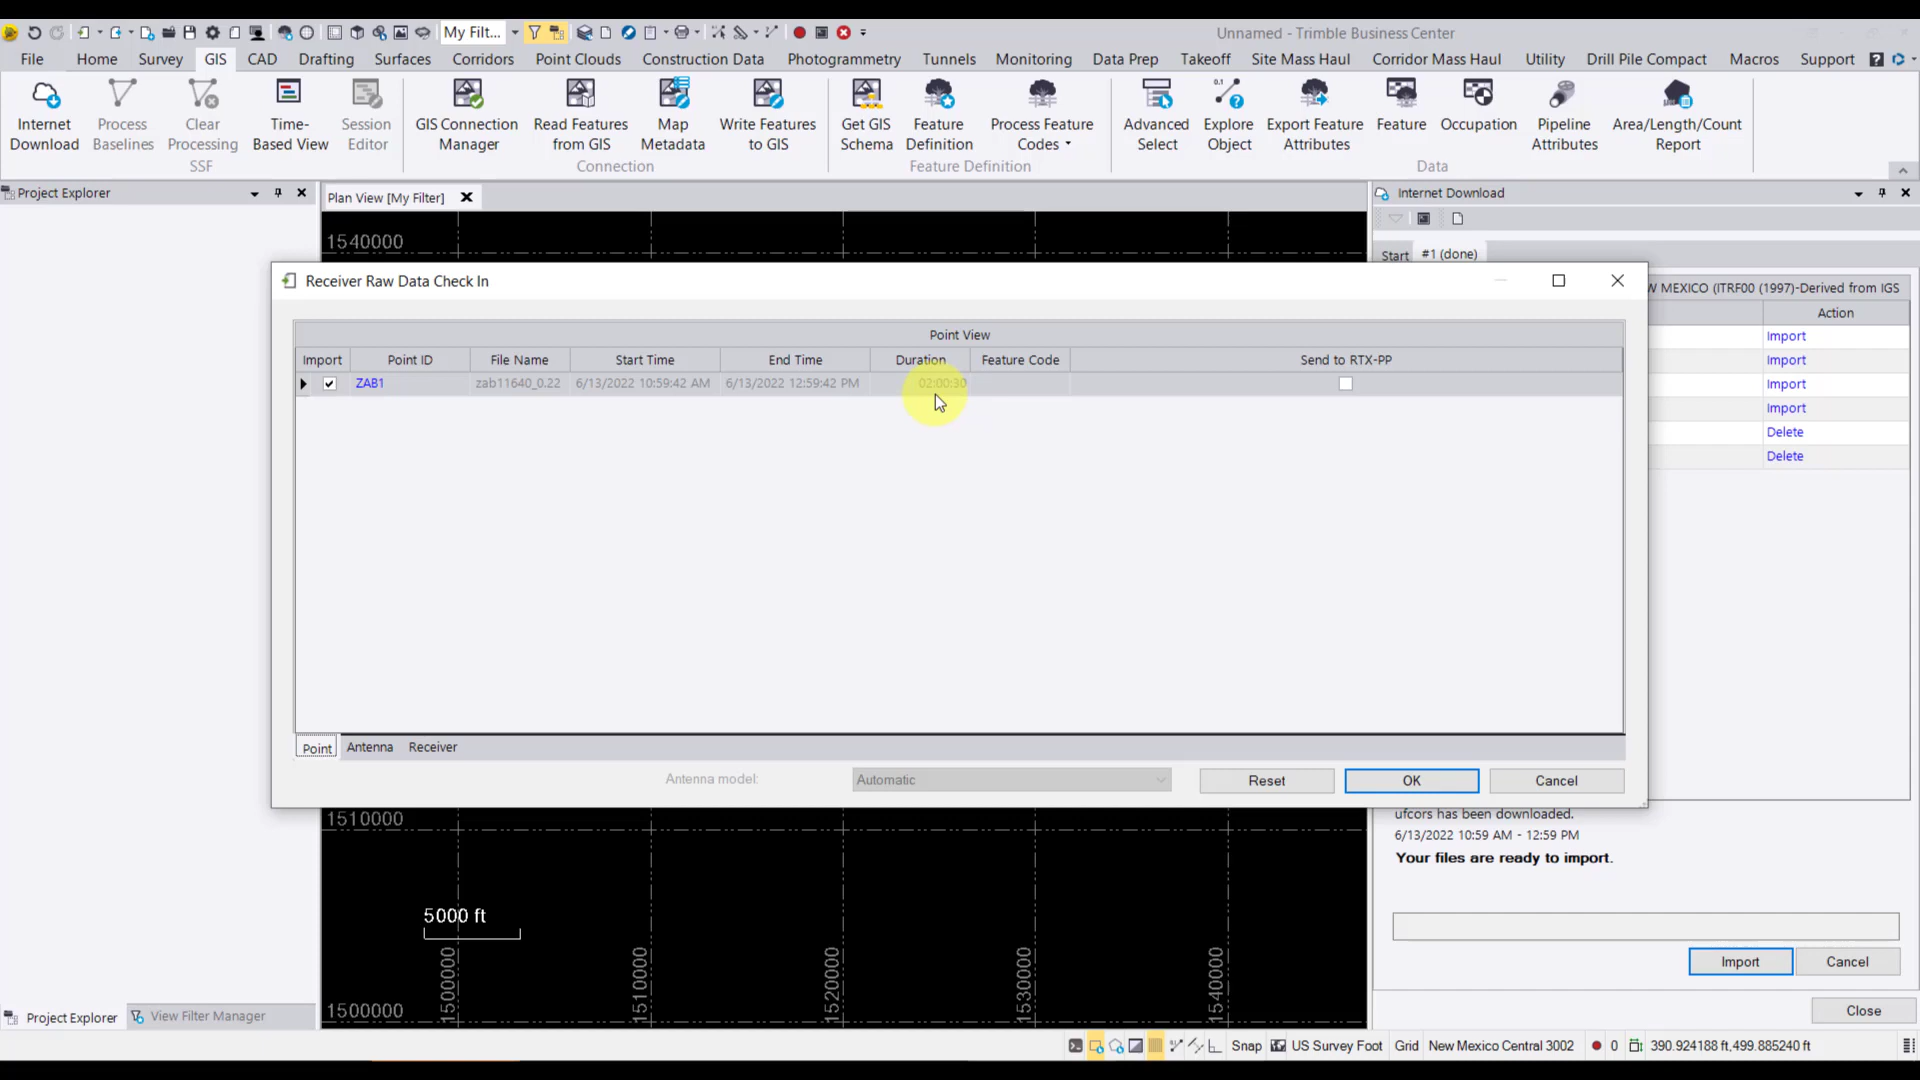 My Filt...
Unnamed - Trimble Business Center
File Home Survey GIS CAD Drafting Surfaces Corridors Point Clouds Construction Data Photogrammetry Tunnels Monitoring Data Prep Takeoff Site Mass Haul Corridor Mass Haul Utility Drill Pile Compact Macros Support
Internet Download
Process Baselines
Clear Processing
Time-Based View
Session Editor
SSF
GIS Connection Manager
Read Features from GIS
Map Metadata
Write Features to GIS
Connection
Get GIS Schema
Feature Definition
Process Feature Codes
Feature Definition
Advanced Select
Explore Object
Export Feature Attributes
Feature
Occupation
Pipeline Attributes
Area/Length/Count Report
Data
Project Explorer
Plan View [My Filter]
Internet Download
1540000
Start #1 (done)
Receiver Raw Data Check In
W MEXICO (ITRF00 (1997)-Derived from IGS
Action
Import
Import
Import
Import
Delete
Delete
Point View
Import Point ID File Name Start Time End Time Duration Feature Code Send to RTX-PP
ZAB1 zab11640_0.22 6/13/2022 10:59:42 AM 6/13/2022 12:59:42 PM 02:00:30
Point Antenna Receiver
Antenna model: Automatic Reset OK Cancel
1510000
ufcors has been downloaded.
6/13/2022 10:59 AM - 12:59 PM
Your files are ready to import.
5000 ft
1500000
1500000
1510000
1520000
1530000
1540000
Import Cancel
Close
Project Explorer View Filter Manager
Snap US Survey Foot Grid New Mexico Central 3002 0 390.924188 ft,499.885240 ft